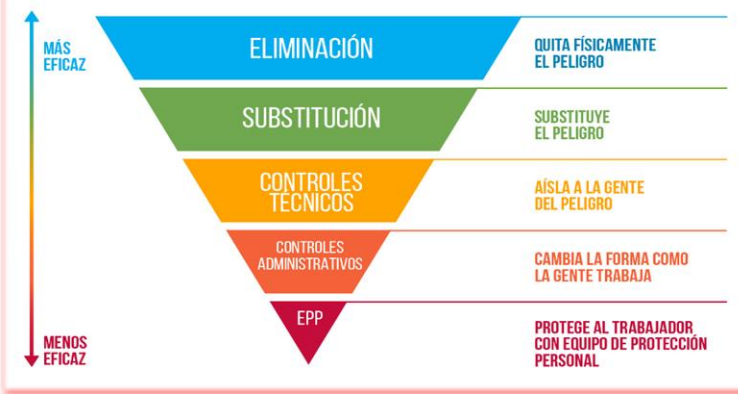 MÁS
EFICAZ
ELIMINACIÓN
QUITA FÍSICAMENTE
EL PELIGRO
SUBSTITUCIÓN
SUBSTITUYE
EL PELIGRO
CONTROLES
TÉCNICOS
AÍSLA A LA GENTE
DEL PELIGRO
CONTROLES
ADMINISTRATIVOS
CAMBIA LA FORMA COMO
LA GENTE TRABAJA
EPP
PROTEGE AL TRABAJADOR
CON EQUIPO DE PROTECCIÓN
PERSONAL
MENOS
EFICAZ